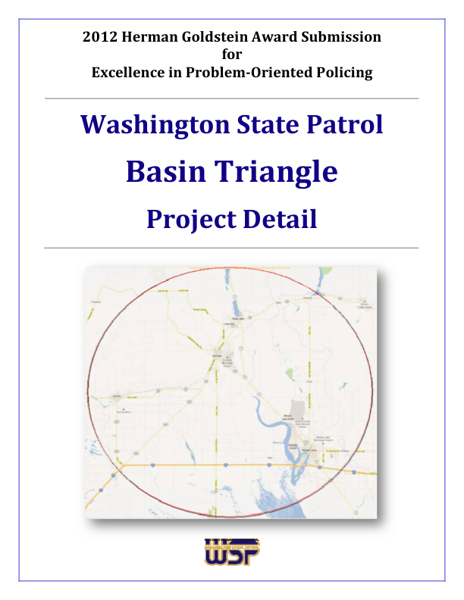 2012 Herman Goldstein Award Submission
for
Excellence in Problem-Oriented Policing
Washington State Patrol
Basin Triangle
Project Detail
WSP